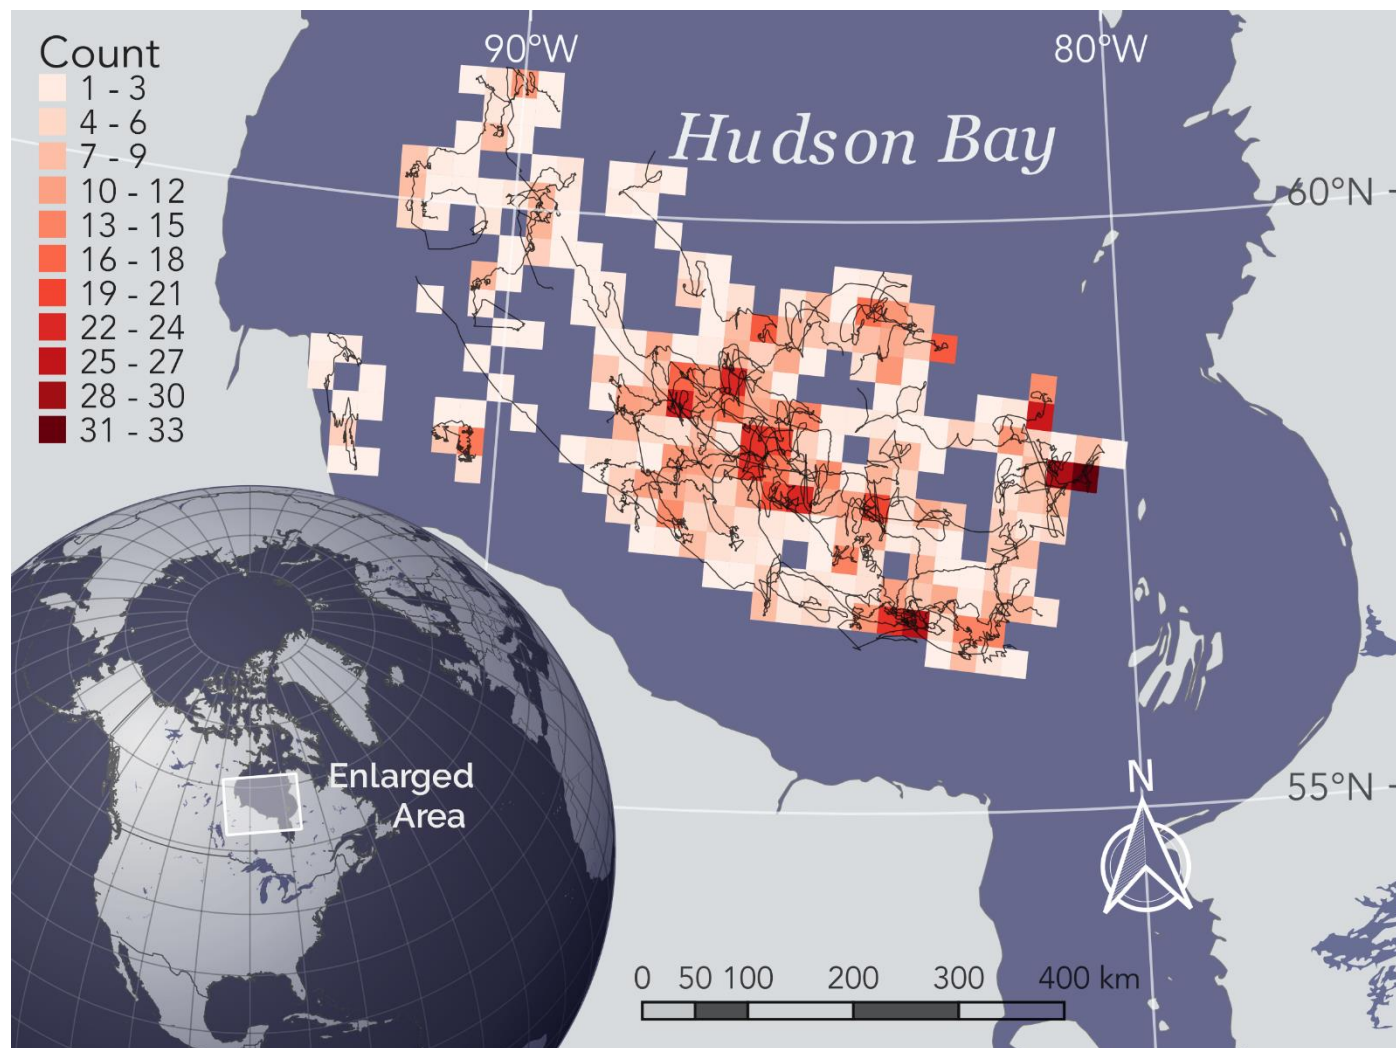 Count
1 - 3
4 - 6
7 - 9
10 - 12
13 - 15
16 - 18
19 - 21
22 - 24
25 - 27
28 - 30
31 - 33
90°W
80°W
Hudson Bay
60°N
55°N
Enlarged
Area
N
0 50 100 200 300 400 km